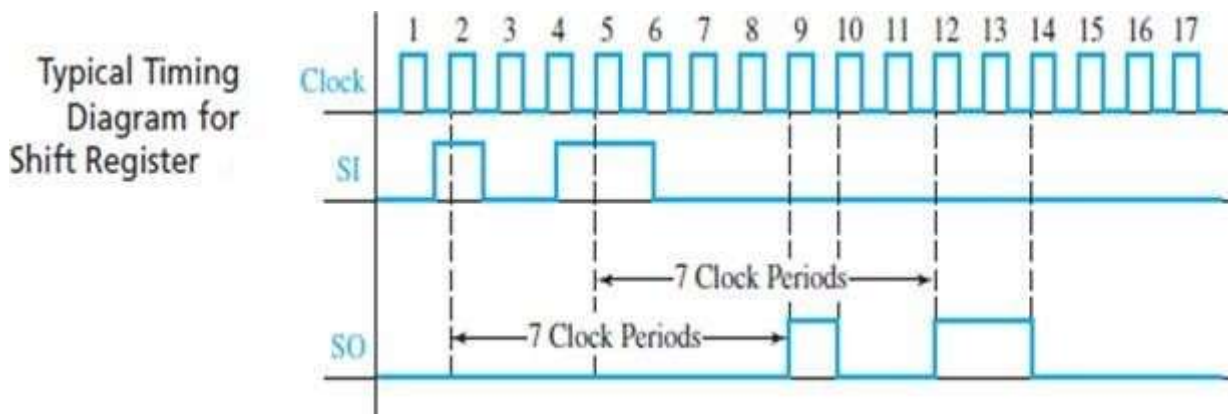 Typical Timing
Diagram for
Shift Register
1 2 3 4 5 6 7 8 9 10 11 12 13 14 15 16 17
Clock
SI
7 Clock Periods
7 Clock Periods
SO